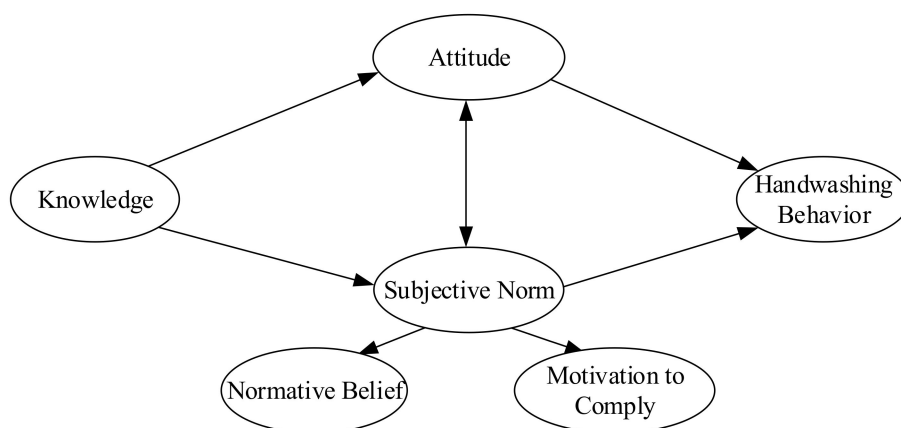 Attitude
Knowledge
Handwashing
Behavior
Subjective Norm
Normative Belief
Motivation to
Comply